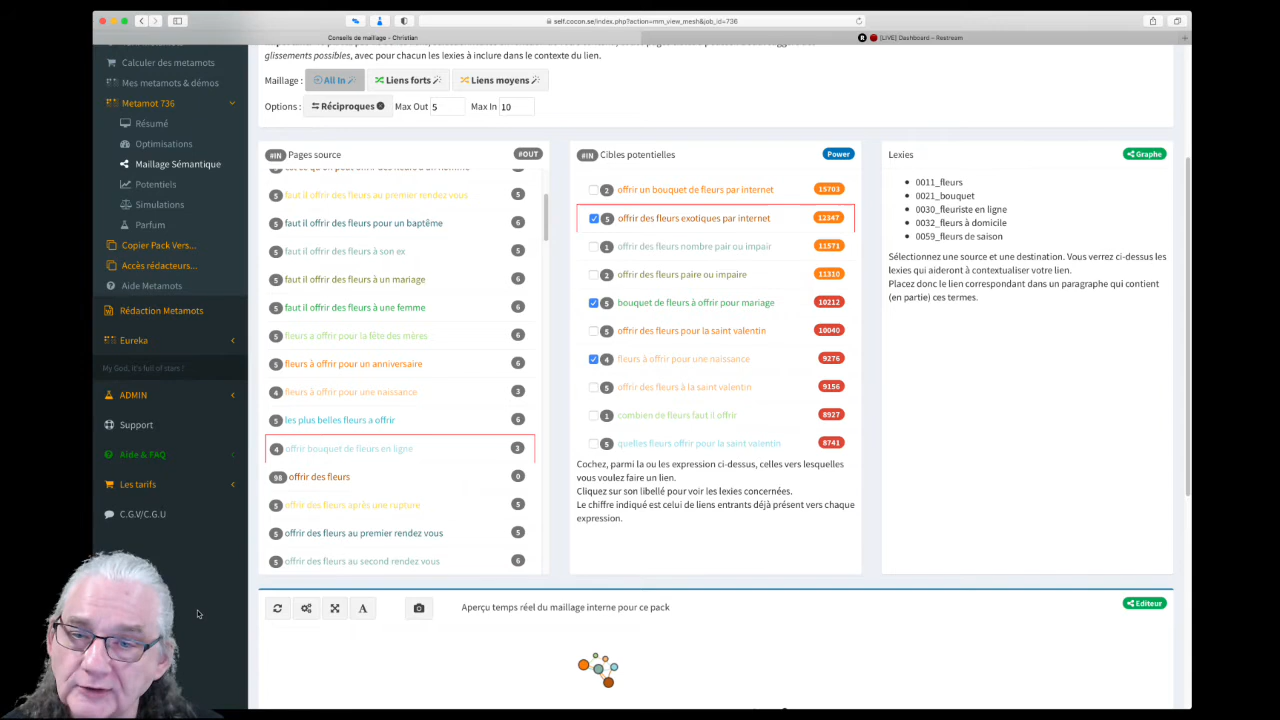 self.cocon.se/index.php?action=mm_view_mesh&job_id=736
Conseils de maillage - Christian
[LIVE] Dashboard – Restream
Calculer des metamots
Mes metamots & démos
Metamot 736
Résumé
Optimisations
Maillage Sémantique
Potentiels
Simulations
Parfum
Copier Pack Vers...
Accès rédacteurs...
Aide Metamots
Rédaction Metamots
Eureka
My God, it's full of stars !
ADMIN
Support
Aide & FAQ
Les tarifs
C.G.V/C.G.U
glissements possibles, avec pour chacun les lexies à inclure dans le contexte du lien.
Maillage : All In Liens forts Liens moyens
Options : Réciproques Max Out 5 Max In 10
#IN Pages source #OUT
5 faut il offrir des fleurs au premier rendez vous 5
5 faut il offrir des fleurs pour un baptême 5
5 faut il offrir des fleurs à son ex 5
5 faut il offrir des fleurs à un mariage 6
5 faut il offrir des fleurs à une femme 6
5 fleurs a offrir pour la fête des mères 6
5 fleurs à offrir pour un anniversaire 6
4 fleurs à offrir pour une naissance 3
5 les plus belles fleurs a offrir 6
4 offrir bouquet de fleurs en ligne 3
98 offrir des fleurs 0
5 offrir des fleurs après une rupture 5
5 offrir des fleurs au premier rendez vous 5
5 offrir des fleurs au second rendez vous 6
#IN Cibles potentielles Power
2 offrir un bouquet de fleurs par internet 15703
5 offrir des fleurs exotiques par internet 12347
1 offrir des fleurs nombre pair ou impair 11571
2 offrir des fleurs paire ou impaire 11310
5 bouquet de fleurs à offrir pour mariage 10212
5 offrir des fleurs pour la saint valentin 10040
4 fleurs à offrir pour une naissance 9276
5 offrir des fleurs à la saint valentin 9156
1 combien de fleurs faut il offrir 8927
5 quelles fleurs offrir pour la saint valentin 8741
Cochez, parmi la ou les expression ci-dessus, celles vers lesquelles
vous voulez faire un lien.
Cliquez sur son libellé pour voir les lexies concernées.
Le chiffre indiqué est celui de liens entrants déjà présent vers chaque
expression.
Lexies Graphe
0011_fleurs
0021_bouquet
0030_fleuriste en ligne
0032_fleurs à domicile
0059_fleurs de saison
Sélectionnez une source et une destination. Vous verrez ci-dessus les
lexies qui aideront à contextualiser votre lien.
Placez donc le lien correspondant dans un paragraphe qui contient
(en partie) ces termes.
A
Aperçu temps réel du maillage interne pour ce pack
Editeur